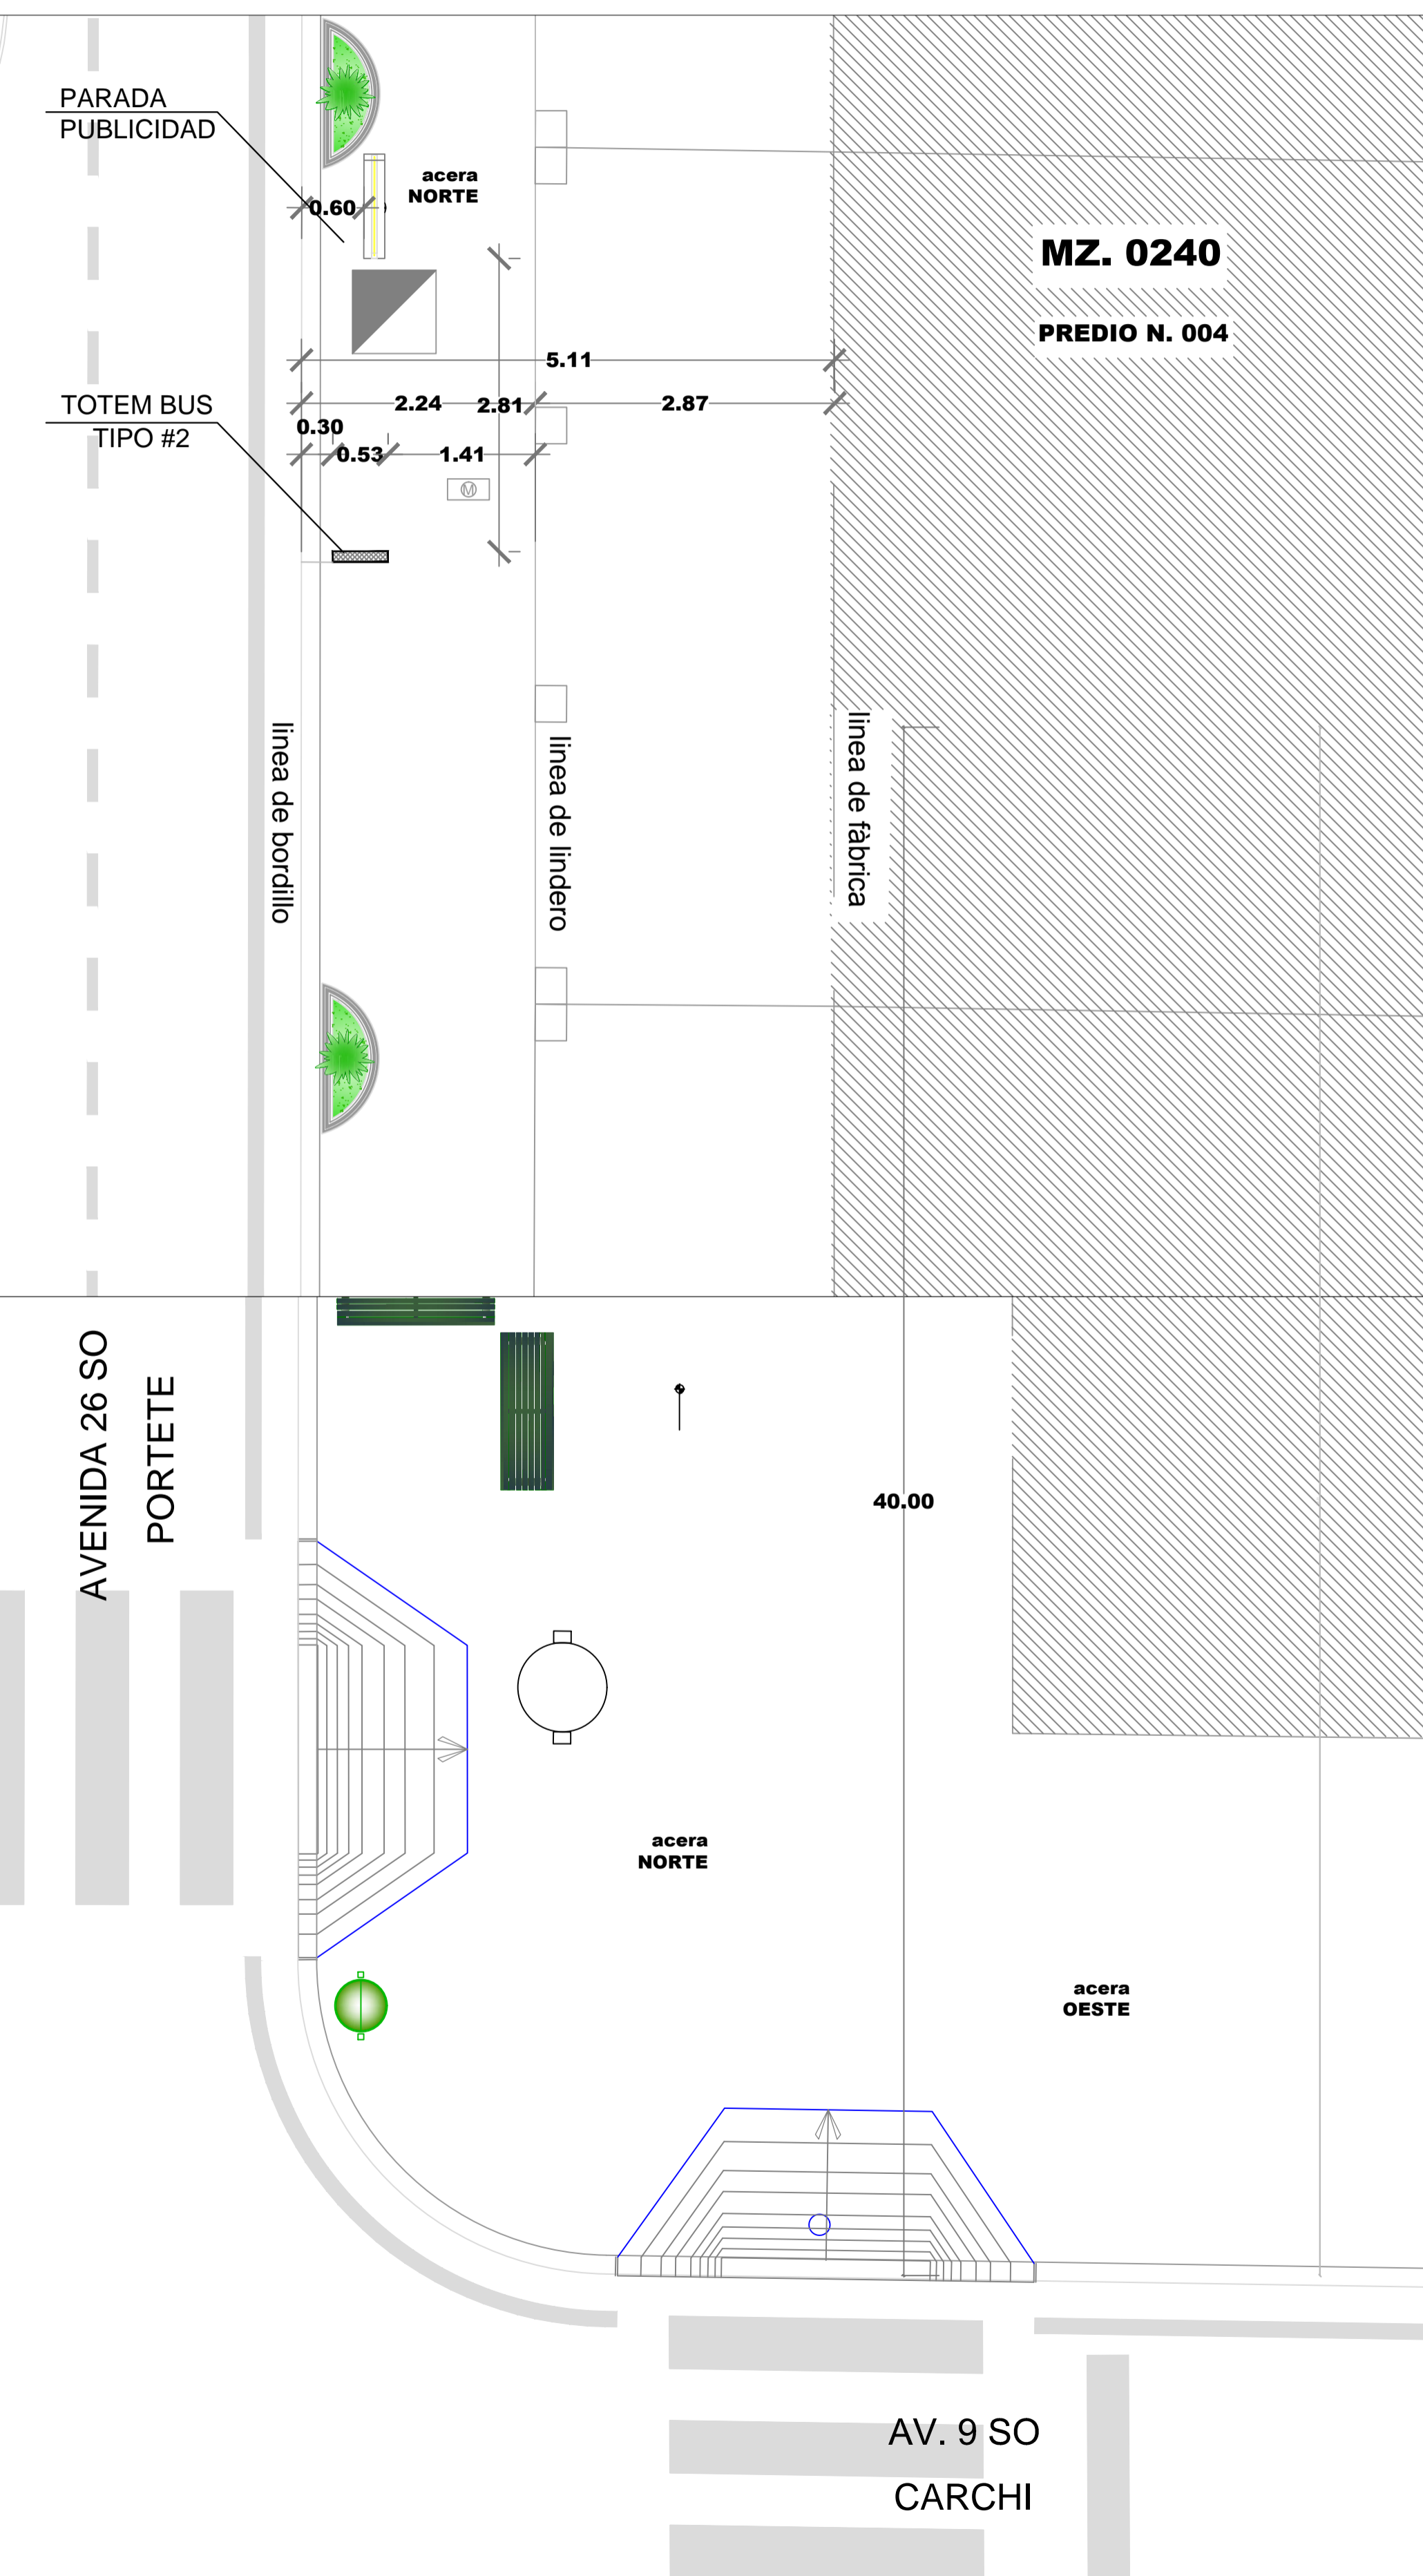 PARADA
PUBLICIDAD
acera
NORTE
0.60
MZ. 0240
PREDIO N. 004
5.11
TOTEM BUS
TIPO #2
2.24
2.81
2.87
0.30
0.53
1.41
M
linea de bordillo
linea de lindero
linea de fàbrica
AVENIDA 26 SO
PORTETE
40.00
acera
NORTE
acera
OESTE
AV. 9 SO
CARCHI